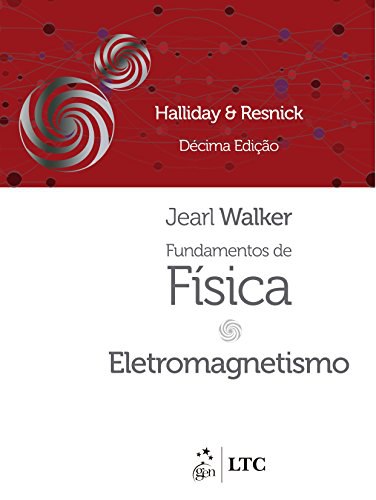 Halliday & Resnick
Décima Edição
Jearl Walker
Fundamentos de
Física
Eletromagnetismo
gen
LTC